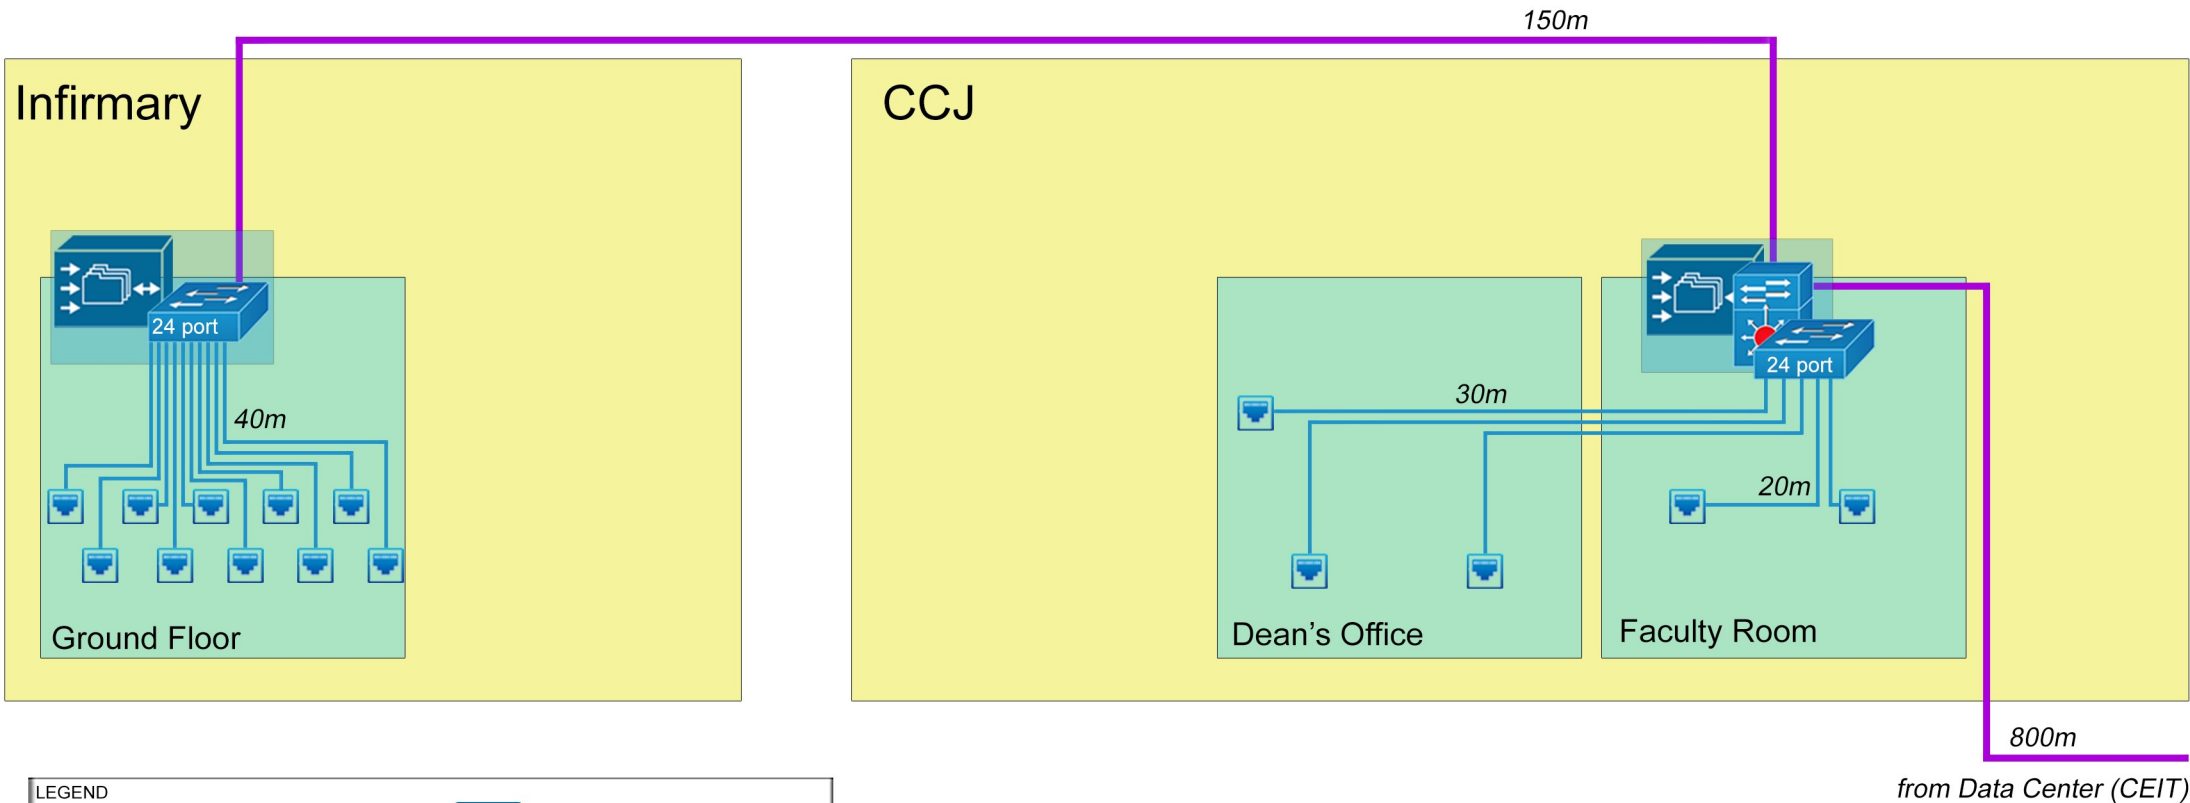 150m
Infirmary
CCJ
24 port
24 port
30m
40m
20m
Ground Floor
Dean's Office
Faculty Room
800m
from Data Center (CEIT)
LEGEND